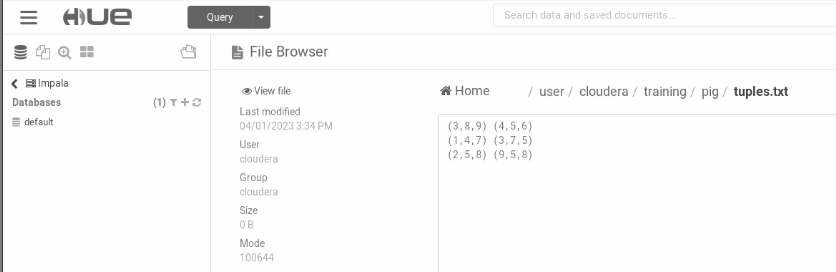 HUE
Query
Search data and saved documents...
File Browser
Impala
Databases (1)
default
View file
Last modified
04/01/2023 3:34 PM
User
cloudera
Group
cloudera
Size
0 B
Mode
100644
Home / user / cloudera / training / pig / tuples.txt
(3,8,9) (4,5,6)
(1,4,7) (3,7,5)
(2,5,8) (9,5,8)